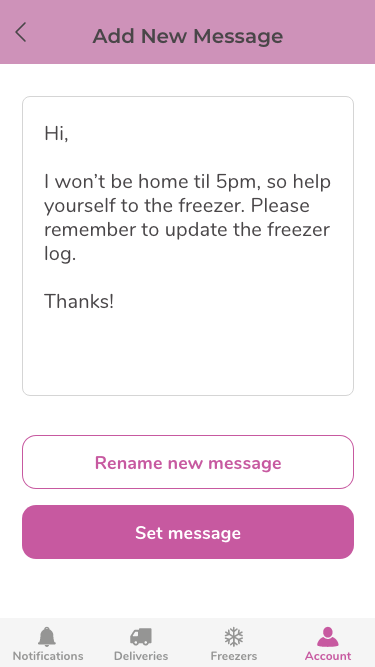 Add New Message
Hi,
I won’t be home til 5pm, so help
yourself to the freezer. Please
remember to update the freezer
log.
Thanks!
Rename new message
Set message
Notifications
Deliveries
Freezers
Account